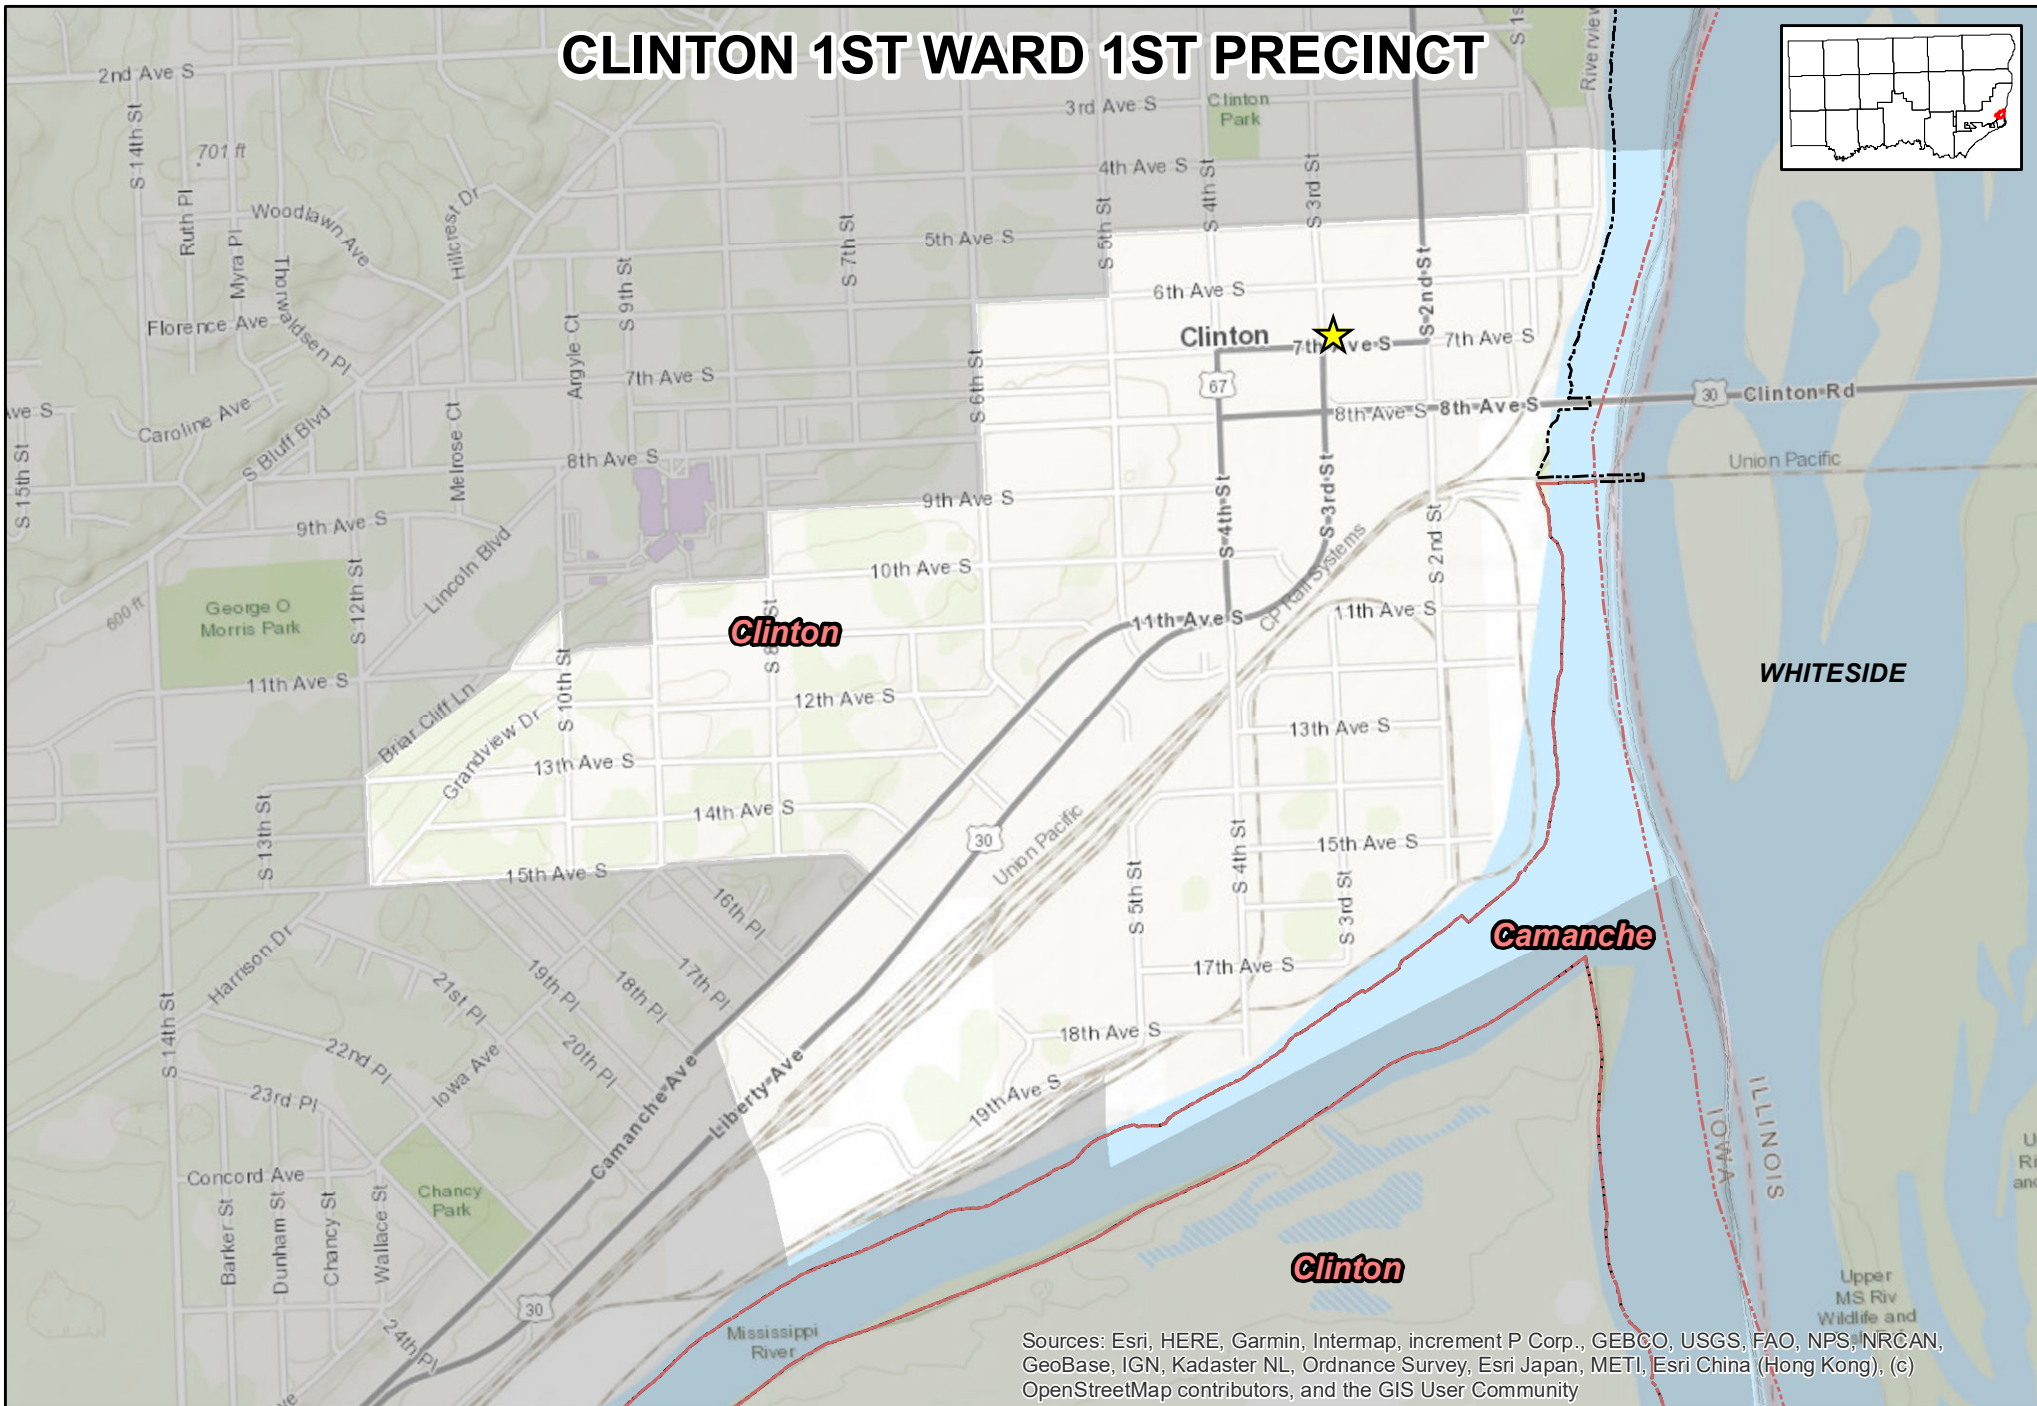 CLINTON 1ST WARD 1ST PRECINCT
2nd Ave S
3rd Ave S
Clinton
Park
S 1s
Riverview
S 14th St
701 ft
Ruth Pl
Myra Pl
Woodlawn Ave
Thorwaldsen Pl
Hillcrest Dr
4th Ave S
S 4th St
S 3rd St
S 5th St
5th Ave S
S 7th St
S 9th St
S 2nd St
6th Ave S
Florence Ave
Argyle Ct
Clinton
7th Ave S
7th Ave S
7th Ave S
67
S 6th St
Caroline Ave
Ave S
S Bluff Blvd
Melrose Ct
8th Ave S
8th Ave S
8th Ave S
30
Clinton Rd
Union Pacific
S 15th St
9th Ave S
9th Ave S
S 4th St
S 3rd St
S 2nd St
CP Rail Systems
Lincoln Blvd
S 12th St
10th Ave S
600 ft
George O
Morris Park
Clinton
S 8th St
11th Ave S
11th Ave S
11th Ave S
S 10th St
Briar Cliff Ln
Grandview Dr
12th Ave S
13th Ave S
13th Ave S
WHITESIDE
S 13th St
14th Ave S
30
Union Pacific
15th Ave S
15th Ave S
S 5th St
S 4th St
S 3rd St
16th Pl
17th Pl
18th Pl
19th Pl
20th Pl
21st Pl
22nd Pl
23rd Pl
Harrison Dr
S 14th St
Iowa Ave
17th Ave S
Camanche
18th Ave S
19th Ave S
Camanche Ave
Liberty Ave
ILLINOIS
IOWA
Concord Ave
Barker St
Dunham St
Chancy St
Wallace St
Chancy
Park
Clinton
30
24th Pl
Mississippi
River
Upper
MS Riv
Wildlife and
Sources: Esri, HERE, Garmin, Intermap, increment P Corp., GEBCO, USGS, FAO, NPS, NRCAN,
GeoBase, IGN, Kadaster NL, Ordnance Survey, Esri Japan, METI, Esri China (Hong Kong), (c)
OpenStreetMap contributors, and the GIS User Community